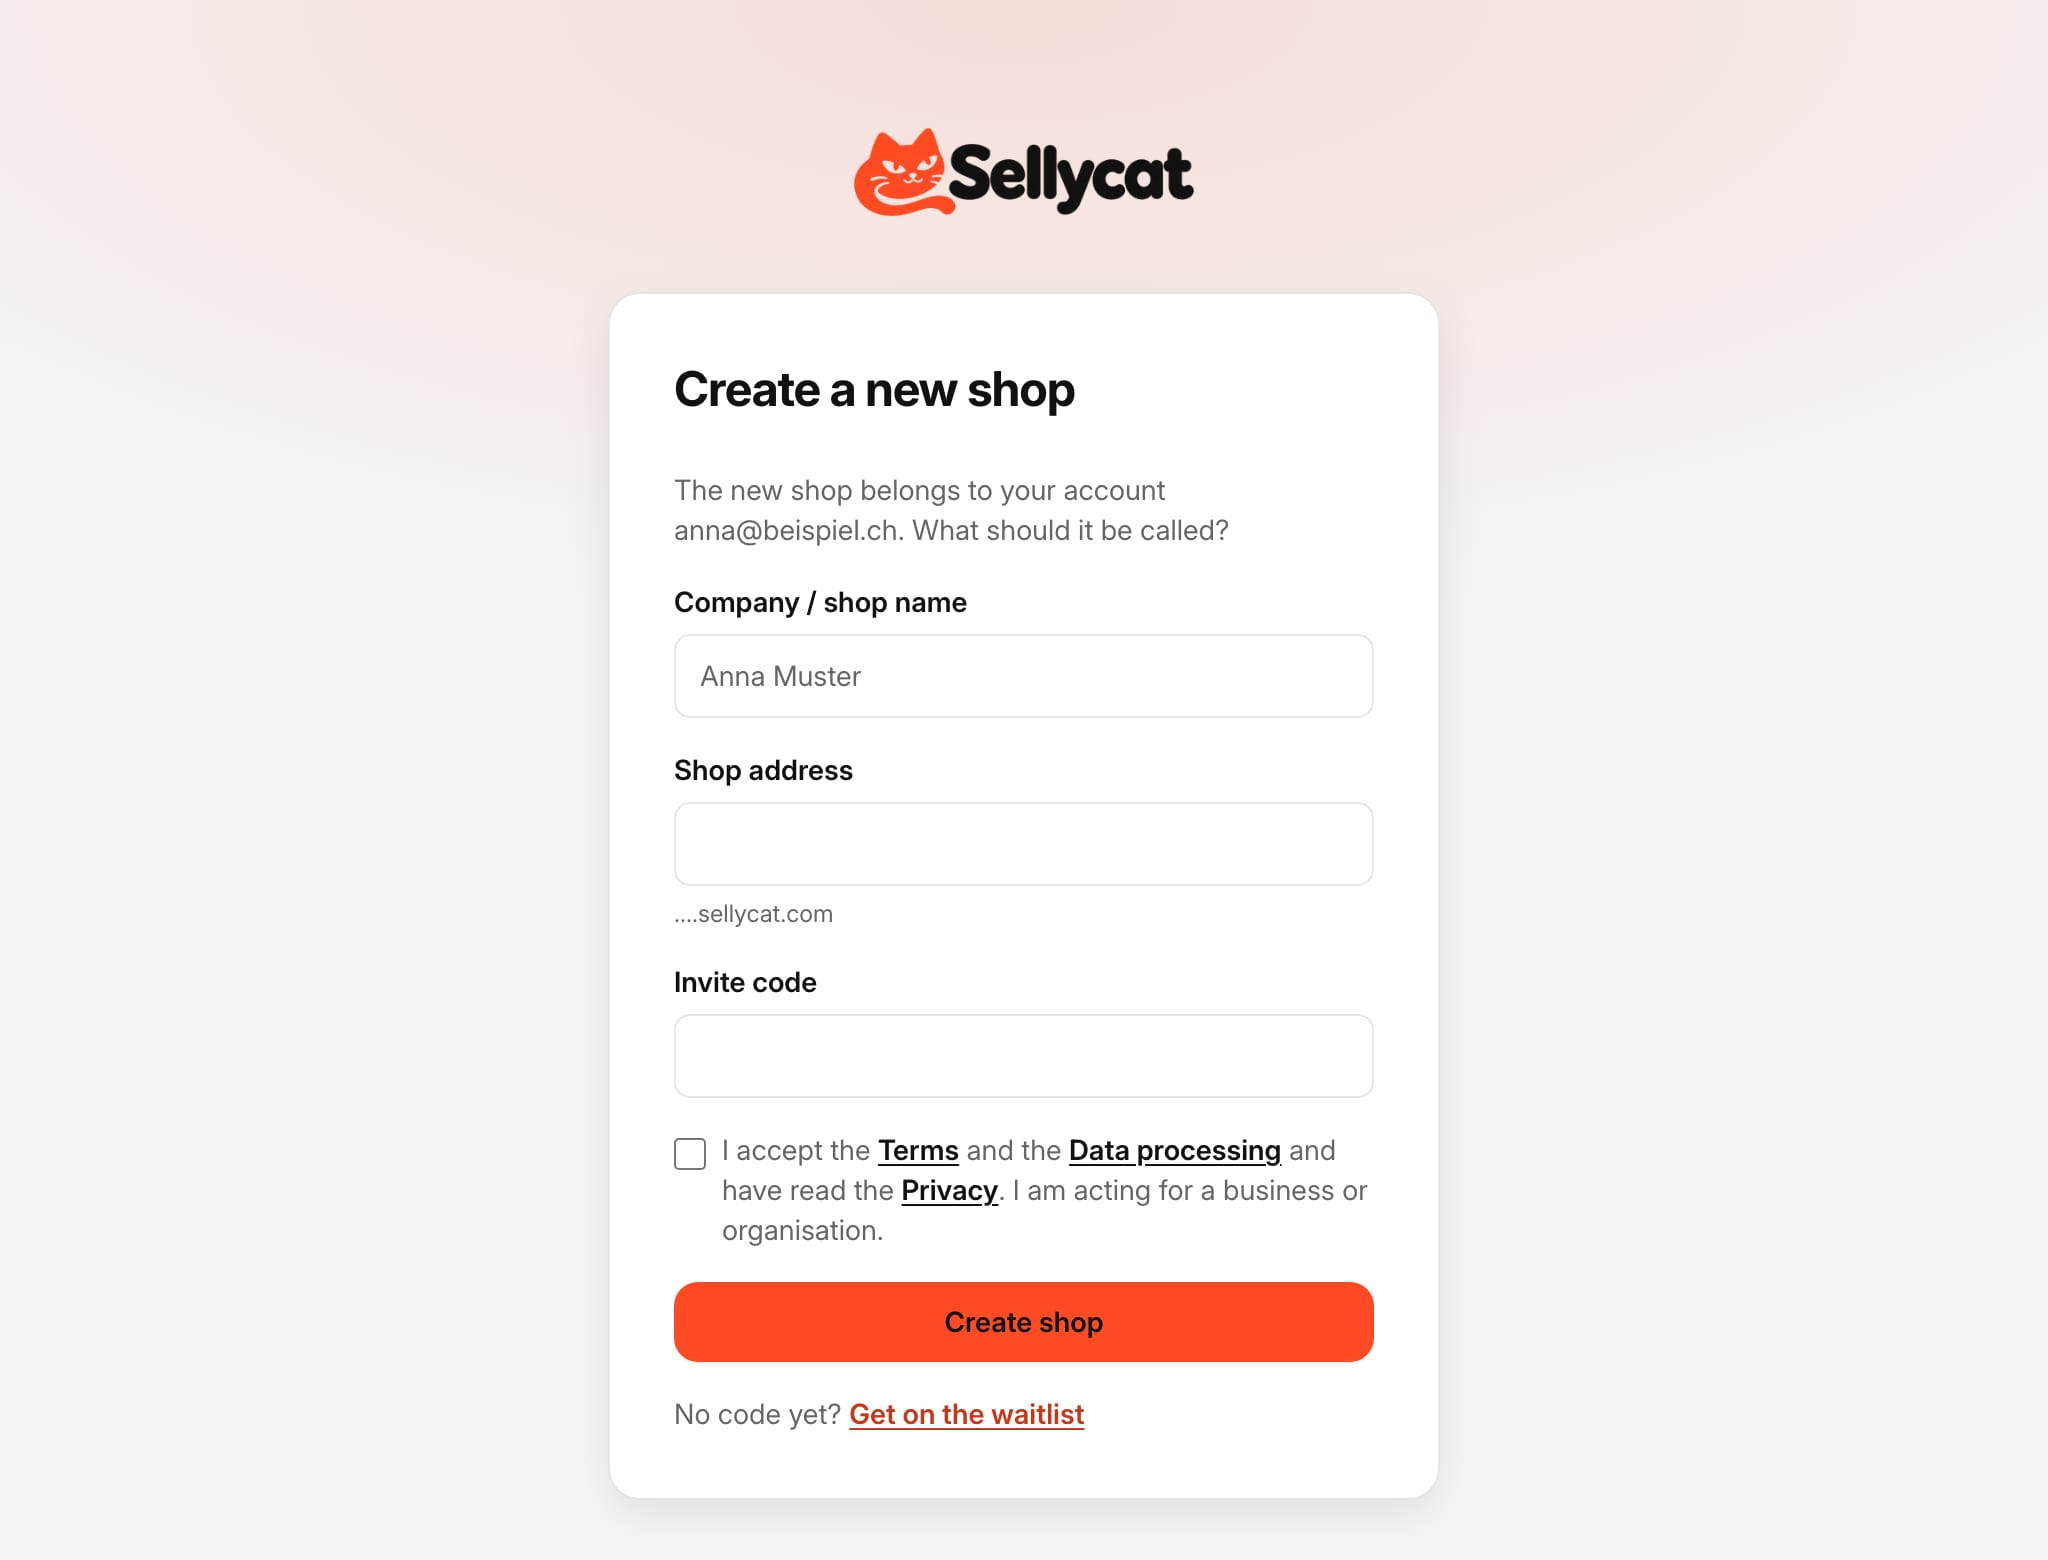 Sellycat
Create a new shop
The new shop belongs to your account
anna@beispiel.ch. What should it be called?
Company / shop name
Anna Muster
Shop address
....sellycat.com
Invite code
I accept the Terms and the Data processing and
have read the Privacy. I am acting for a business or
organisation.
Create shop
No code yet? Get on the waitlist